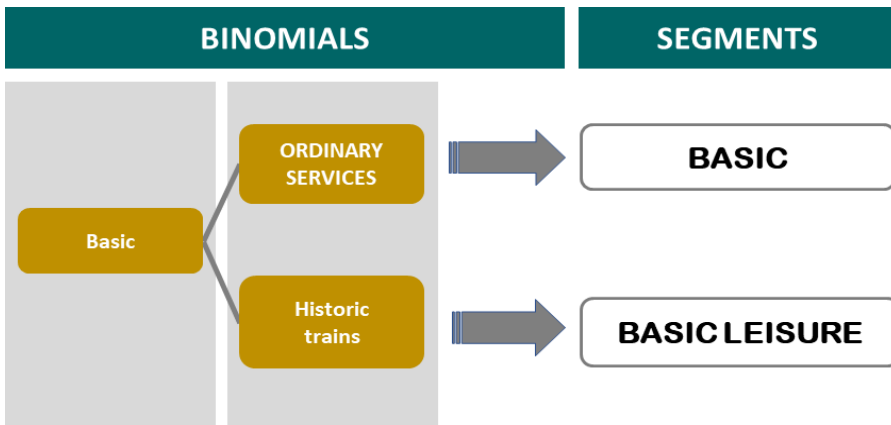 BINOMIALS
SEGMENTS
ORDINARY
SERVICES
BASIC
Basic
Historic
trains
BASIC LEISURE